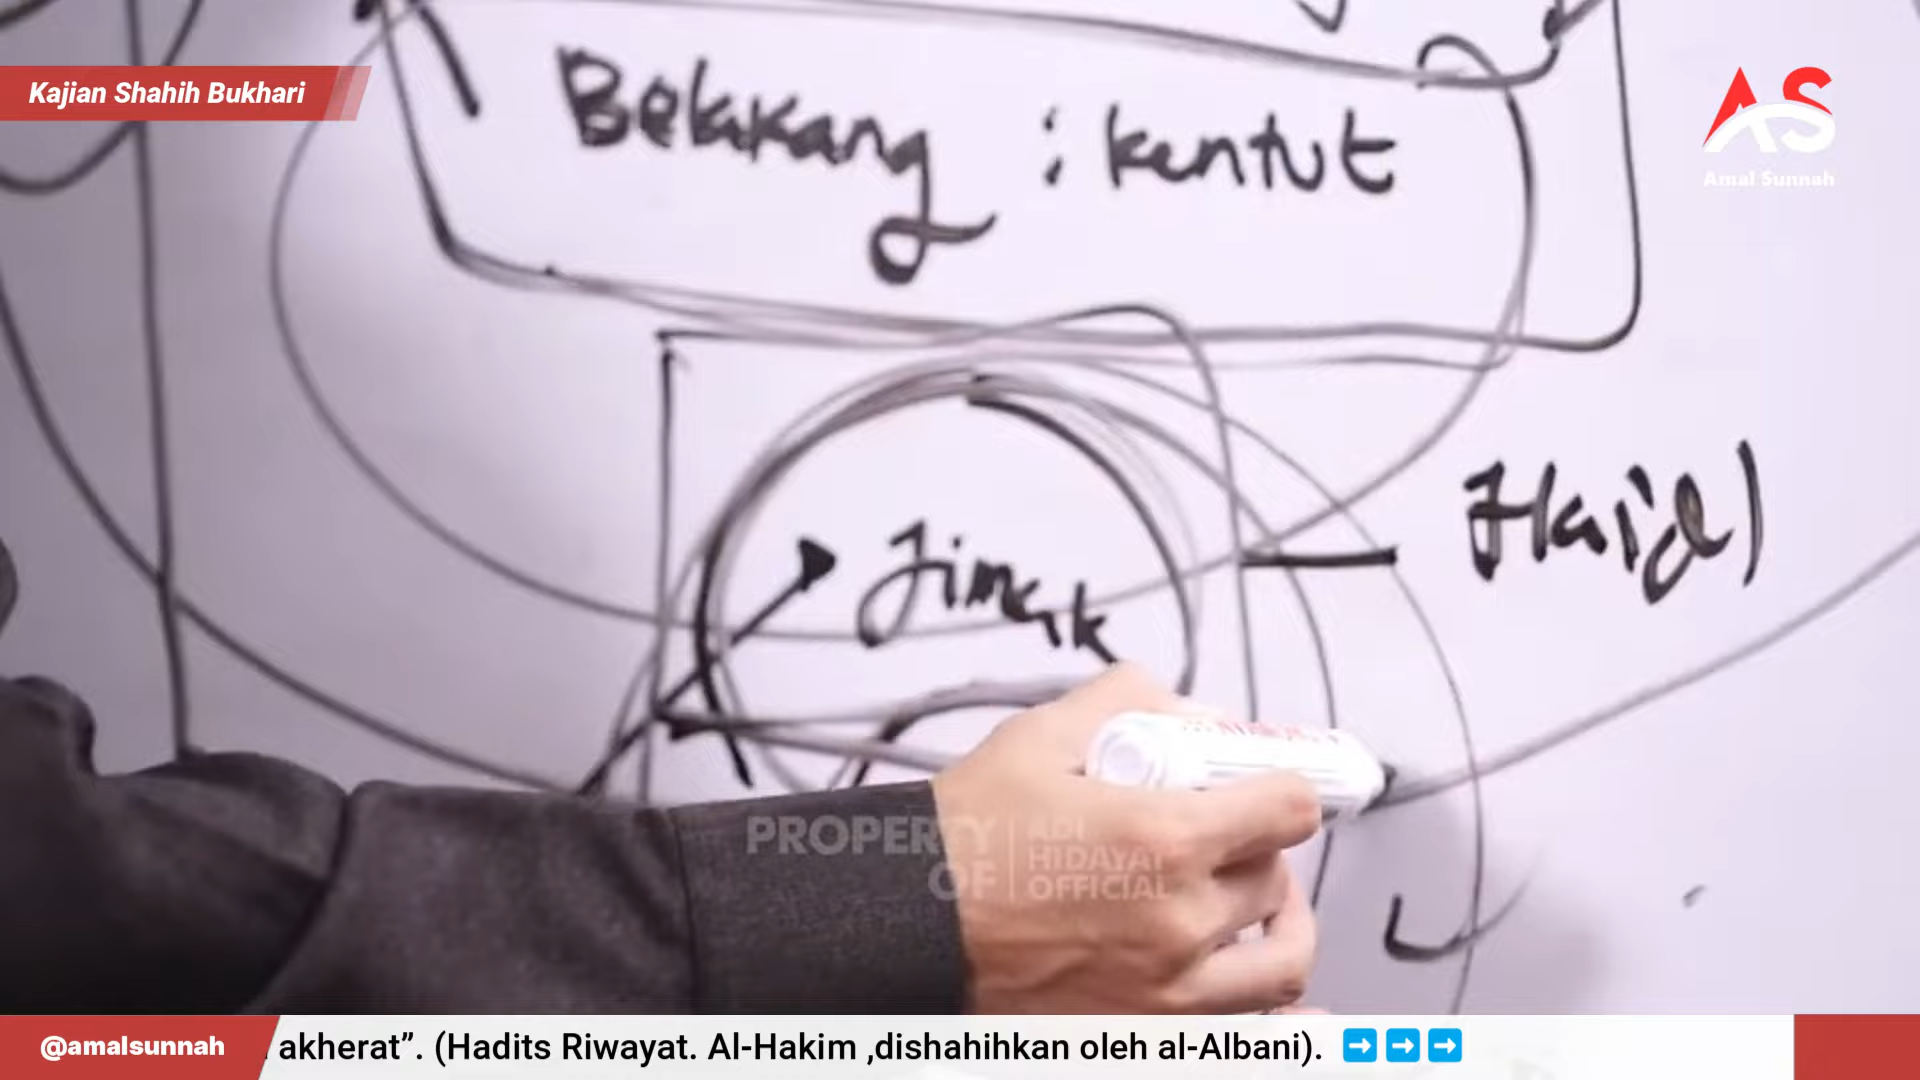 Kajian Shahih Bukhari
AS
Amal Sunnah
Belakang : kentut
Haid)
Jimak
PROPERTY OF
ADI
HIDAYAT
OFFICIAL
@amalsunnah
akherat”. (Hadits Riwayat. Al-Hakim ,dishahihkan oleh al-Albani). ➡➡➡